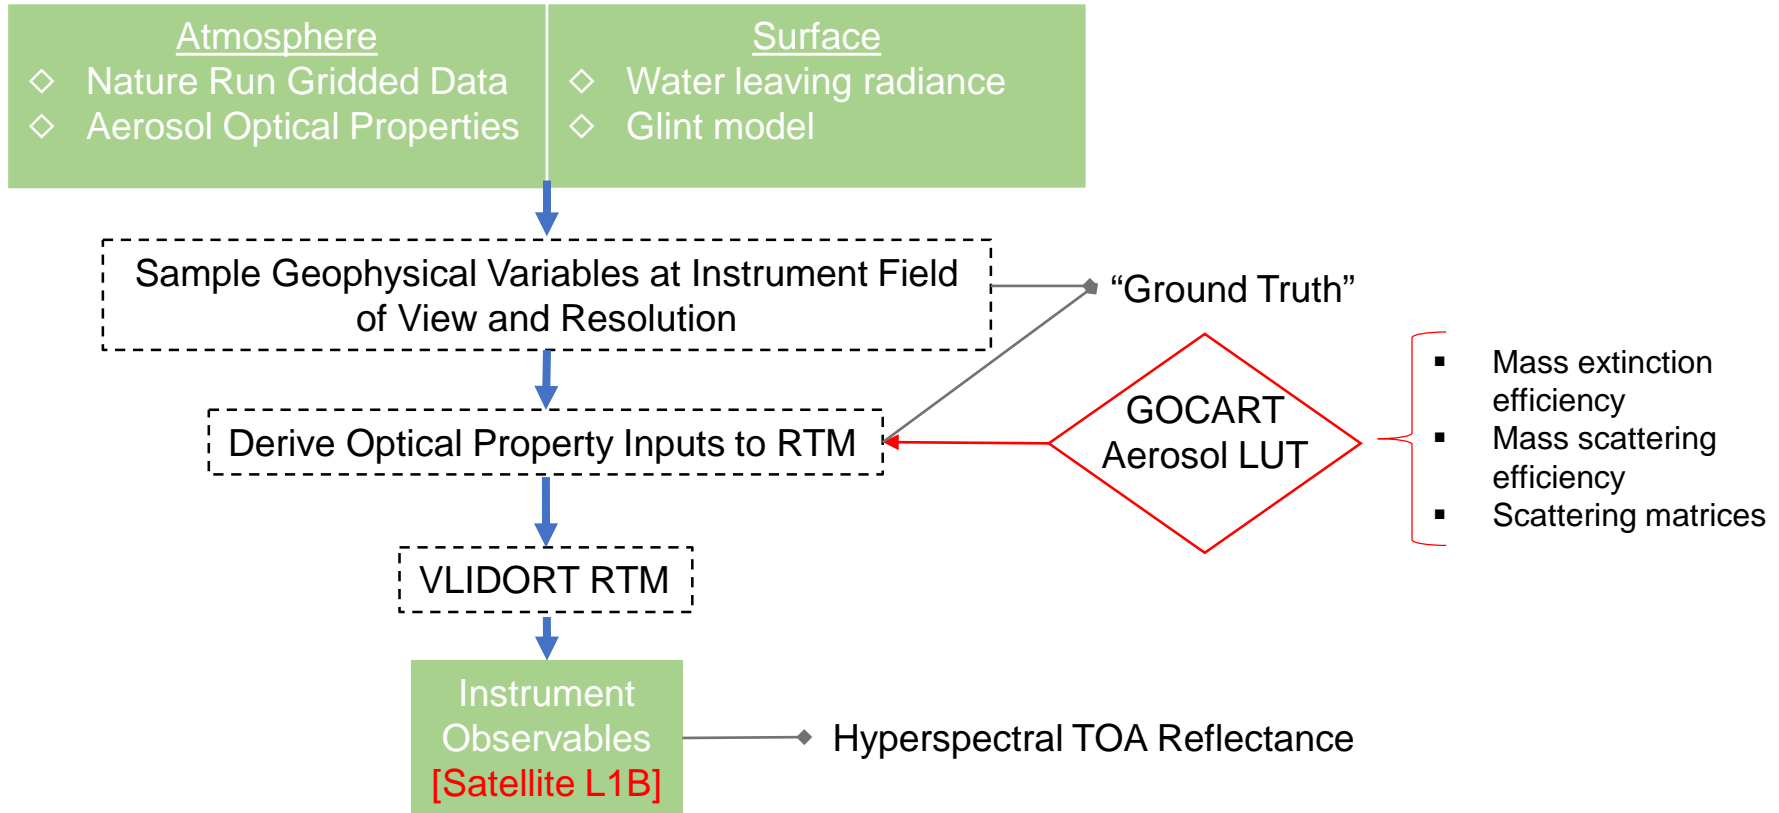 Atmosphere
◇ Nature Run Gridded Data
◇ Aerosol Optical Properties
Surface
◇ Water leaving radiance
◇ Glint model
Sample Geophysical Variables at Instrument Field
of View and Resolution
“Ground Truth”
Derive Optical Property Inputs to RTM
GOCART
Aerosol LUT
▪ Mass extinction
efficiency
▪ Mass scattering
efficiency
▪ Scattering matrices
VLIDORT RTM
Instrument
Observables
[Satellite L1B]
Hyperspectral TOA Reflectance